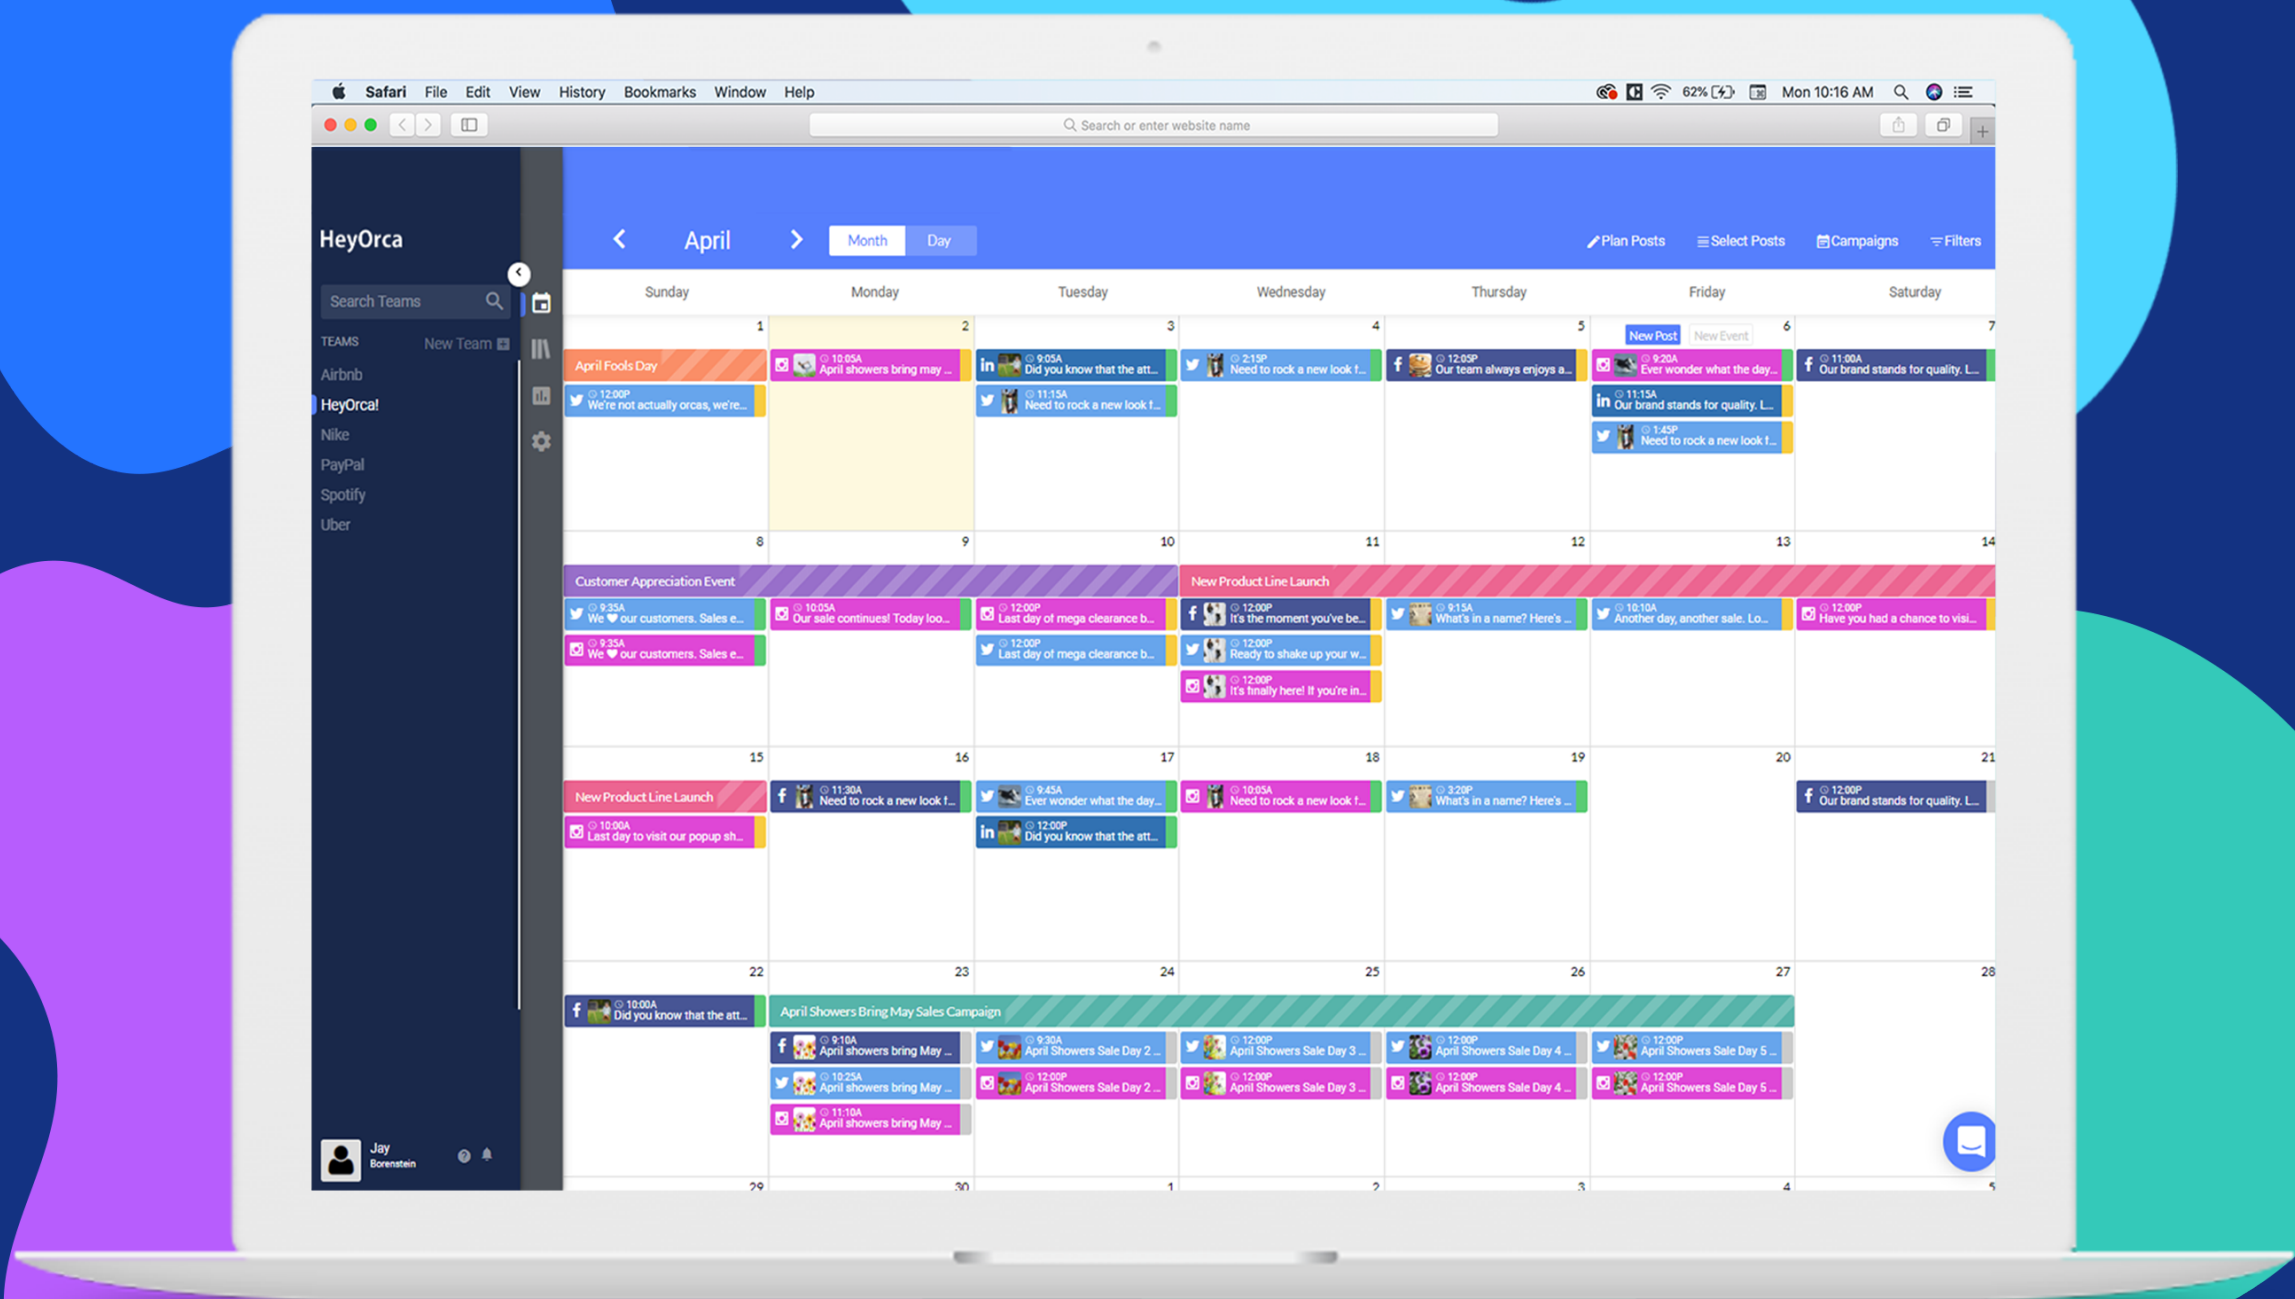 Safari File Edit View History Bookmarks Window Help
62% Mon 10:16 AM
Search or enter website name
HeyOrca
Search Teams
TEAMS New Team
Airbnb
HeyOrca!
Nike
PayPal
Spotify
Uber
Jay
Borenstein
April
Month Day
Plan Posts Select Posts Campaigns Filters
Sunday Monday Tuesday Wednesday Thursday Friday Saturday
1
April Fools Day
12:00P
We're not actually orcas, we're...
2
10:05A
April showers bring may ...
3
9:05A
Did you know that the att...
11:15A
Need to rock a new look f...
4
2:15P
Need to rock a new look f...
5
12:05P
Our team always enjoys a...
New Post New Event 6
9:20A
Ever wonder what the day...
11:15A
Our brand stands for quality. L...
1:45P
Need to rock a new look f...
7
11:00A
Our brand stands for quality. L...
8 9 10 11 12 13 14
Customer Appreciation Event
New Product Line Launch
9:35A
We ♥ our customers. Sales e...
9:35A
We ♥ our customers. Sales e...
10:05A
Our sale continues! Today loo...
12:00P
Last day of mega clearance b...
12:00P
Last day of mega clearance b...
12:00P
It's the moment you've be...
12:00P
Ready to shake up your w...
12:00P
It's finally here! If you're in...
9:15A
What's in a name? Here's ...
10:10A
Another day, another sale. Lo...
12:00P
Have you had a chance to visi...
15 16 17 18 19 20 21
New Product Line Launch
10:00A
Last day to visit our popup sh...
11:30A
Need to rock a new look f...
9:45A
Ever wonder what the day...
12:00P
Did you know that the att...
10:05A
Need to rock a new look f...
3:20P
What's in a name? Here's ...
12:00P
Our brand stands for quality. L...
22 23 24 25 26 27 28
10:00A
Did you know that the att...
April Showers Bring May Sales Campaign
9:10A
April showers bring May ...
10:25A
April showers bring May ...
11:10A
April showers bring May ...
9:30A
April Showers Sale Day 2 ...
12:00P
April Showers Sale Day 2 ...
12:00P
April Showers Sale Day 3 ...
12:00P
April Showers Sale Day 3 ...
12:00P
April Showers Sale Day 4 ...
12:00P
April Showers Sale Day 4 ...
12:00P
April Showers Sale Day 5 ...
12:00P
April Showers Sale Day 5 ...
29 30 1 2 3 4 5